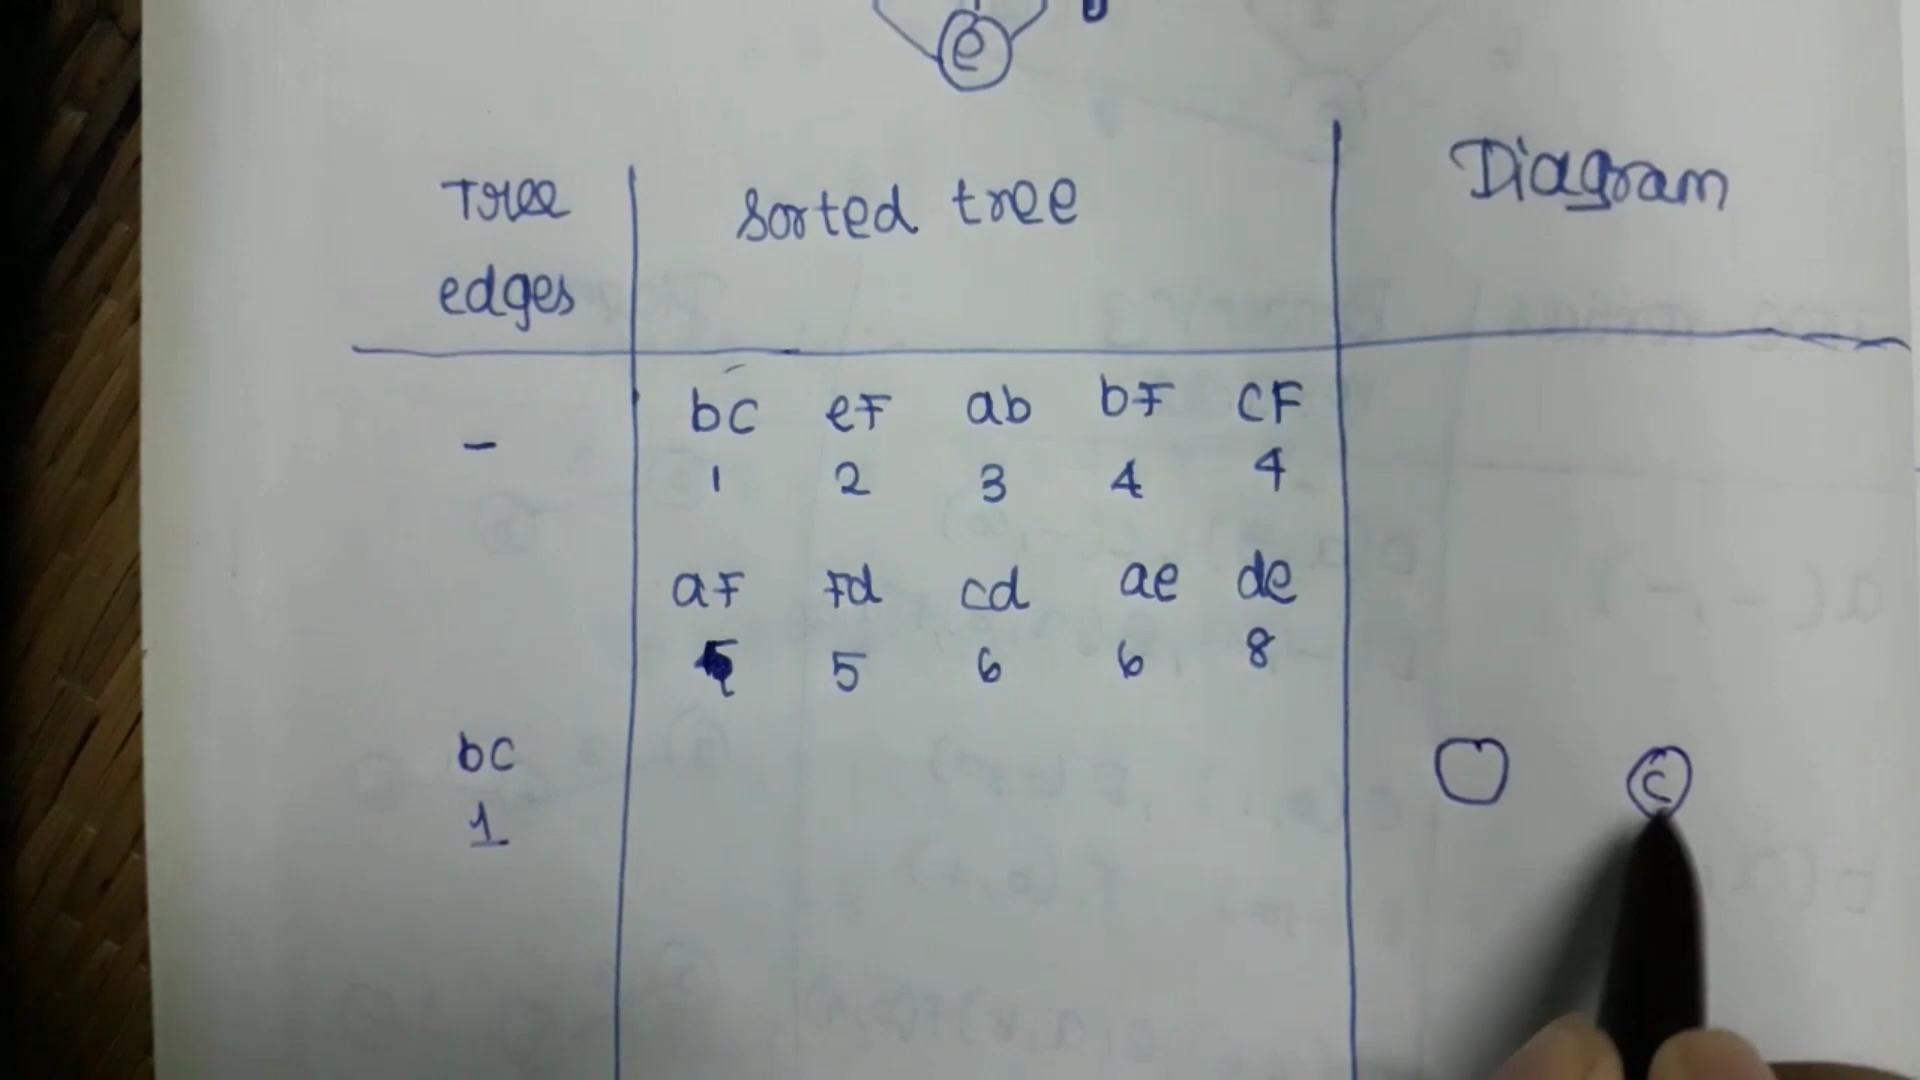 e
Tree edges
Sorted tree
Diagram
-
bc ef ab bf cf
1 2 3 4 4
af fd cd ae de
5 5 6 6 8
bc
1
c